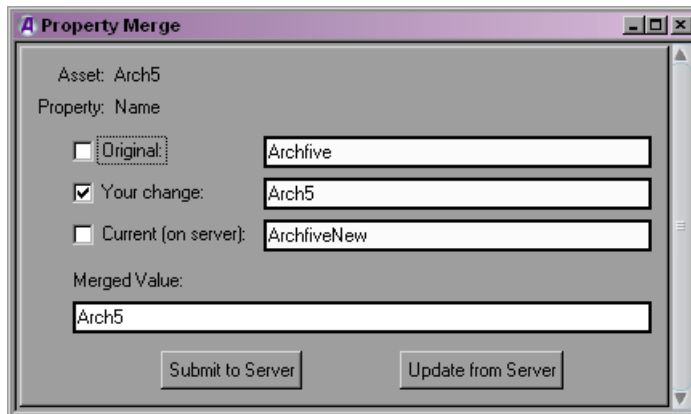 Property Merge
Asset: Arch5
Property: Name
Original: Archfive
Your change: Arch5
Current (on server): ArchfiveNew
Merged Value:
Arch5
Submit to Server Update from Server